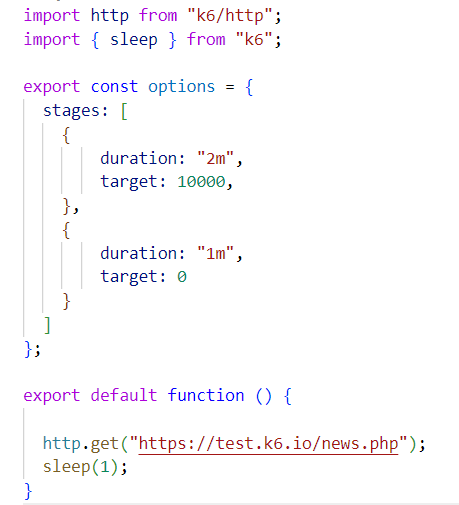 import http from "k6/http";
import { sleep } from "k6";
export const options = {
stages: [
{
duration: "2m",
target: 10000,
},
{
duration: "1m",
target: 0
}
]
};
export default function () {
http.get("https://test.k6.io/news.php");
sleep(1);
}